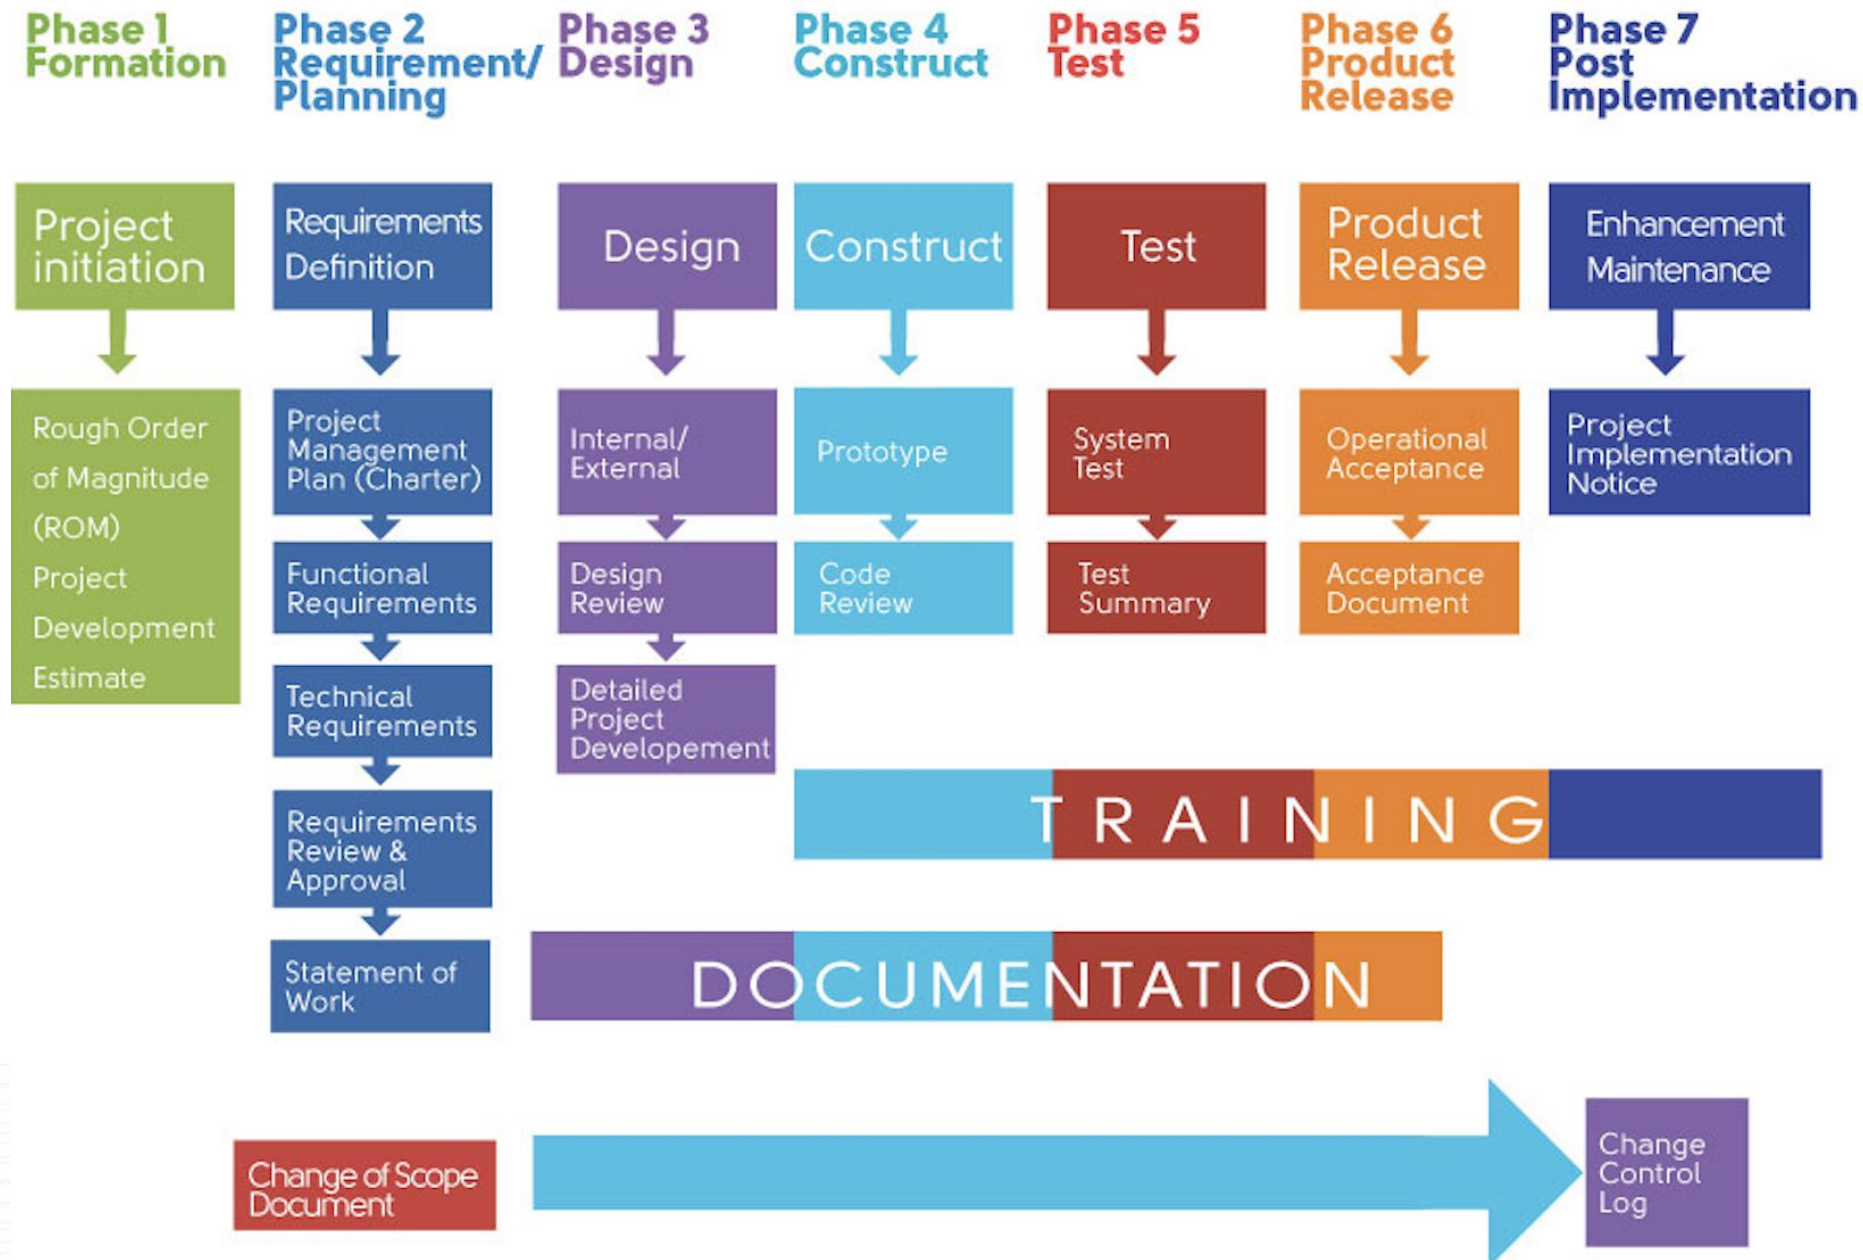 Phase 1
Formation
Phase 2
Requirement/
Planning
Phase 3
Design
Phase 4
Construct
Phase 5
Test
Phase 6
Product
Release
Phase 7
Post
Implementation
Project
initiation
Requirements
Definition
Design
Construct
Test
Product
Release
Enhancement
Maintenance
Rough Order
of Magnitude
(ROM)
Project
Development
Estimate
Project
Management
Plan (Charter)
Functional
Requirements
Technical
Requirements
Requirements
Review &
Approval
Statement of
Work
Internal/
External
Design
Review
Detailed
Project
Developement
Prototype
Code
Review
System
Test
Test
Summary
Operational
Acceptance
Acceptance
Document
Project
Implementation
Notice
TRAINING
DOCUMENTATION
Change of Scope
Document
Change
Control
Log